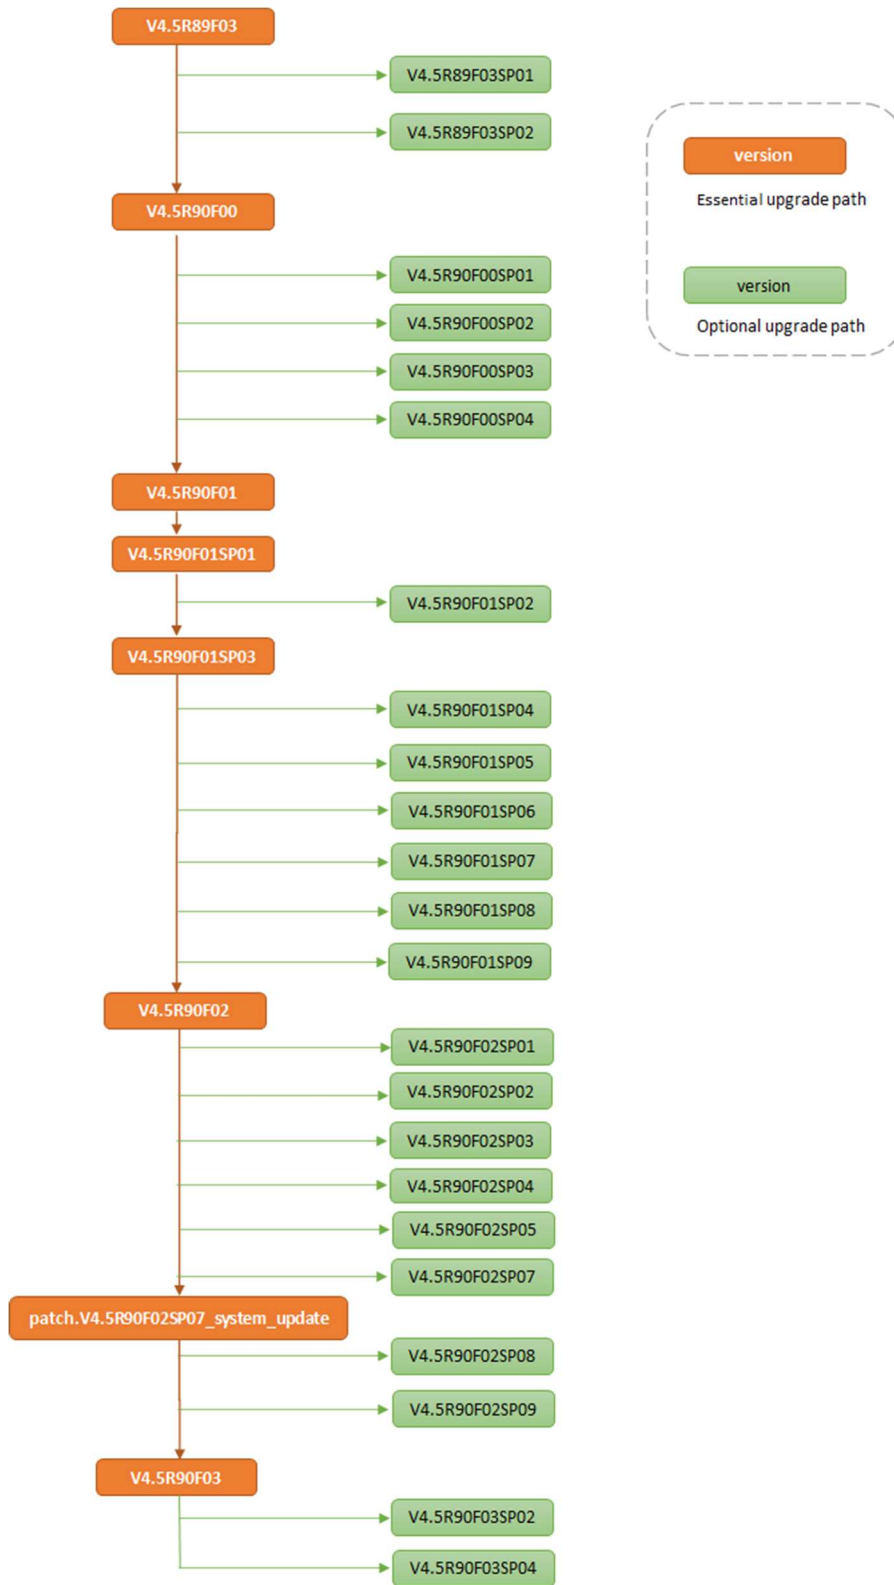 V4.5R89F03
V4.5R89F03SP01
V4.5R89F03SP02
version
Essential upgrade path
V4.5R90F00
V4.5R90F00SP01
version
Optional upgrade path
V4.5R90F00SP02
V4.5R90F00SP03
V4.5R90F00SP04
V4.5R90F01
V4.5R90F01SP01
V4.5R90F01SP02
V4.5R90F01SP03
V4.5R90F01SP04
V4.5R90F01SP05
V4.5R90F01SP06
V4.5R90F01SP07
V4.5R90F01SP08
V4.5R90F01SP09
V4.5R90F02
V4.5R90F02SP01
V4.5R90F02SP02
V4.5R90F02SP03
V4.5R90F02SP04
V4.5R90F02SP05
V4.5R90F02SP07
patch.V4.5R90F02SP07_system_update
V4.5R90F02SP08
V4.5R90F02SP09
V4.5R90F03
V4.5R90F03SP02
V4.5R90F03SP04